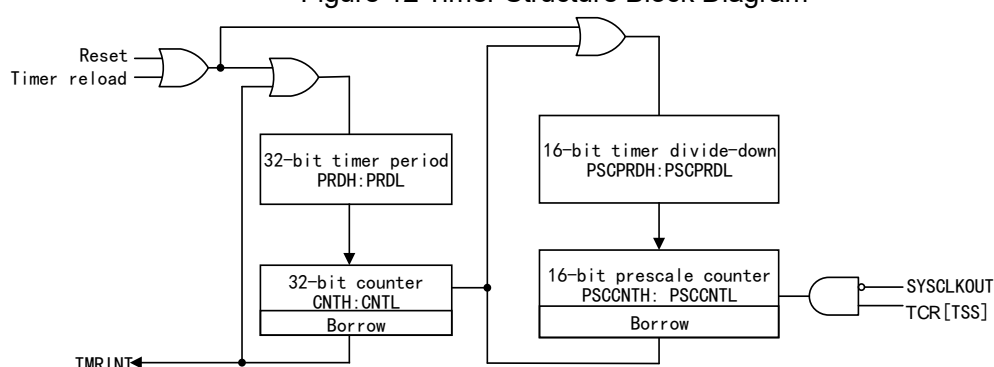 Figure 12 Timer Structure Block Diagram
Reset
Timer reload
32-bit timer period
PRDH:PRDL
16-bit timer divide-down
PSCPRDH:PSCPRDL
32-bit counter
CNTH:CNTL
Borrow
16-bit prescale counter
PSCCNTH: PSCCNTL
Borrow
SYSCLKOUT
TCR[TSS]
TMRINT